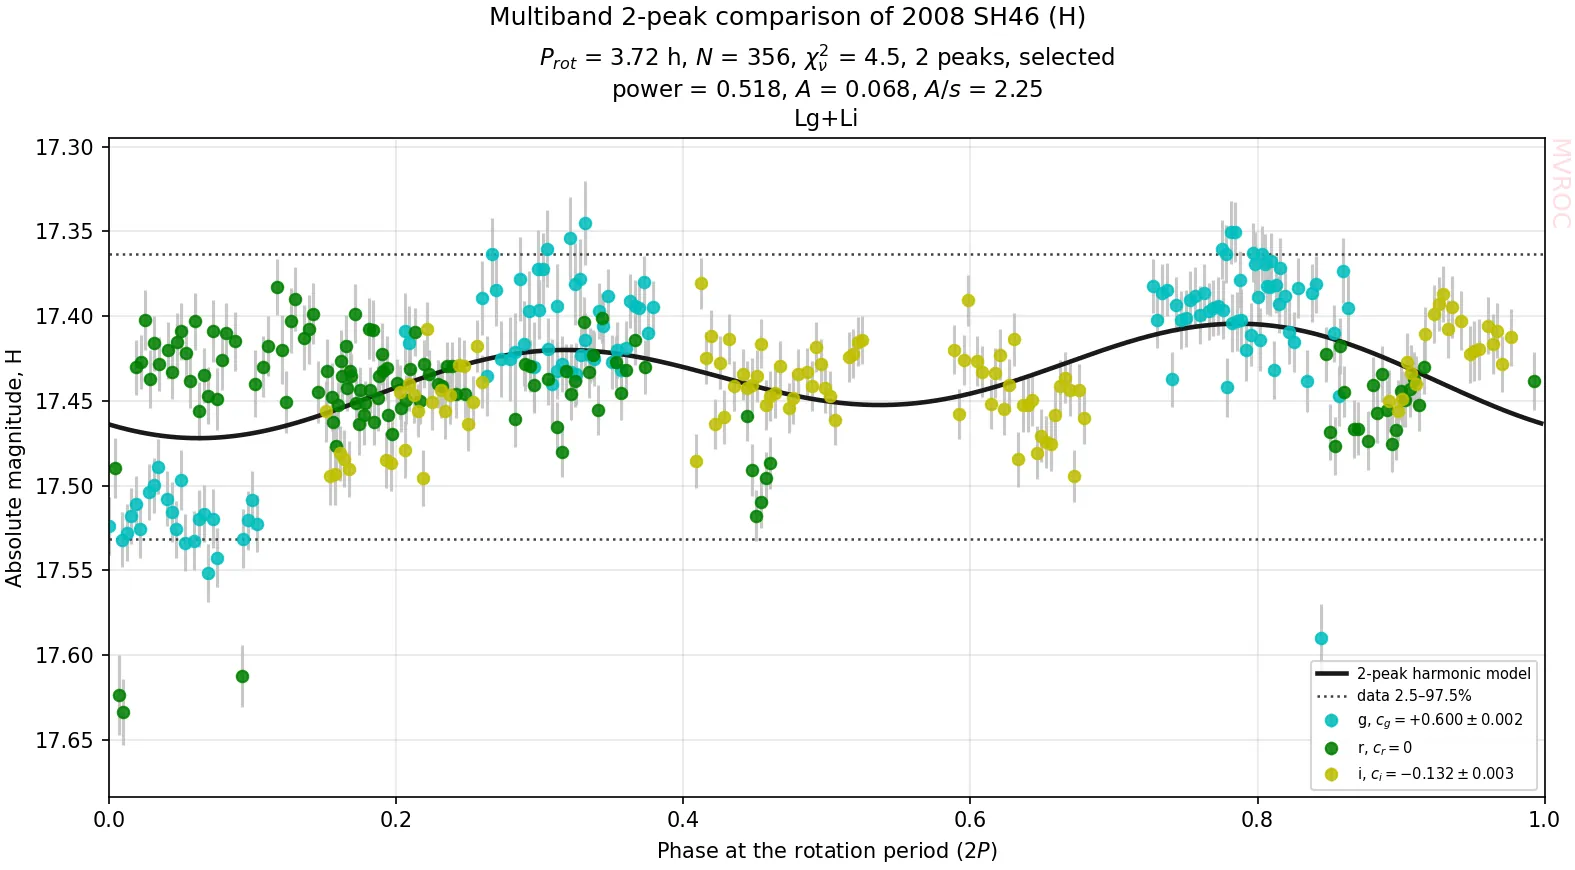 Multiband 2-peak comparison of 2008 SH46 (H)
P_rot = 3.72 h, N = 356, χ²_ν = 4.5, 2 peaks, selected
power = 0.518, A = 0.068, A/s = 2.25
Lg+Li
MVROC
Absolute magnitude, H
17.30
17.35
17.40
17.45
17.50
17.55
17.60
17.65
2-peak harmonic model
data 2.5–97.5%
g, c_g = +0.600 ± 0.002
r, c_r = 0
i, c_i = −0.132 ± 0.003
0.0 0.2 0.4 0.6 0.8 1.0
Phase at the rotation period (2P)